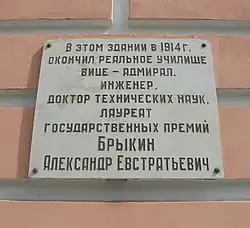 В этом здании в 1914 г.
окончил реальное училище
вице – адмирал.
инженер.
доктор технических наук.
лауреат
государственных премий
Брыкин
Александр Евстратьевич